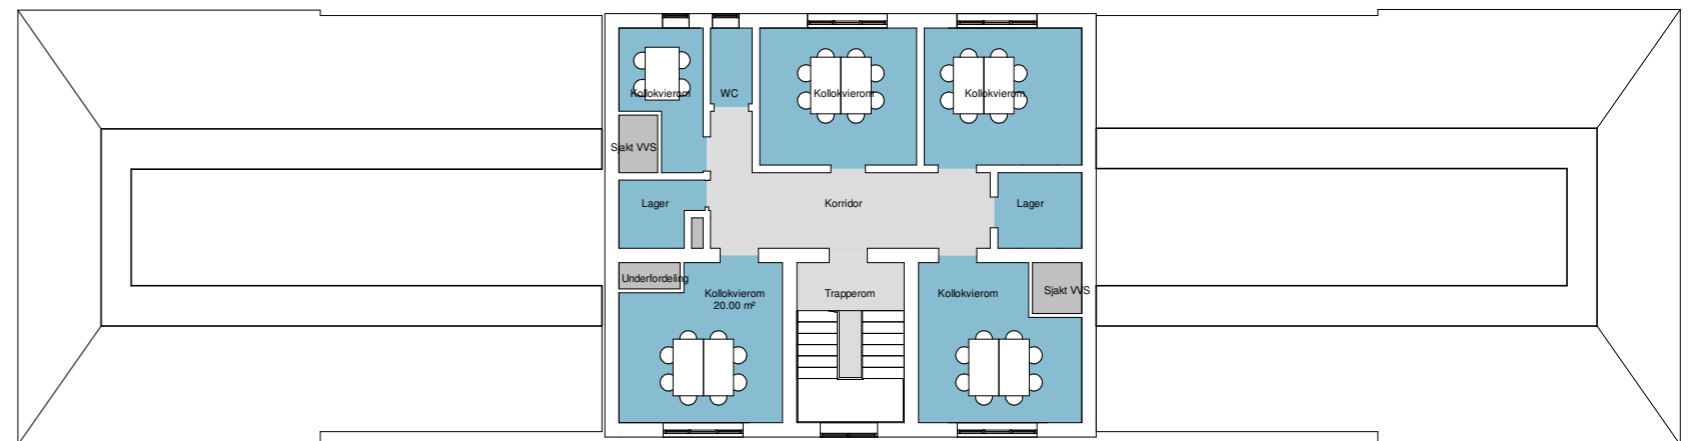 Kollokvierom
WC
Kollokvierom
Kollokvierom
Sjakt VVS
Lager
Korridor
Lager
Underfordeling
Kollokvierom
20.00 m²
Trapperom
Kollokvierom
Sjakt VVS